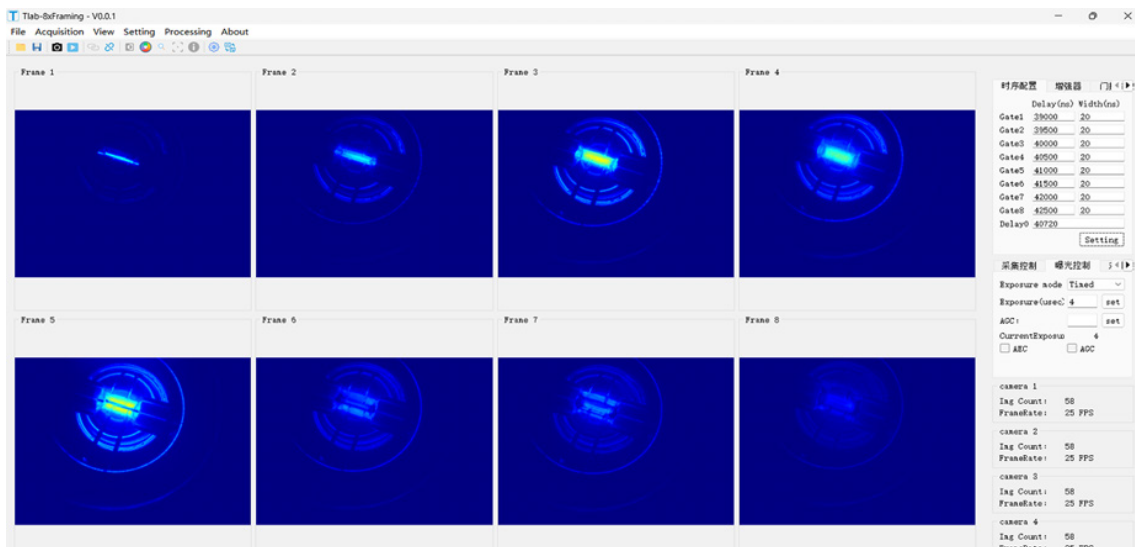 Tlab-8xFraming - V0.0.1
File Acquisition View Setting Processing About
Frame 1
Frame 2
Frame 3
Frame 4
Frame 5
Frame 6
Frame 7
Frame 8
时序配置 增强器
Delay(ns) Width(ns)
Gate1 39000 20
Gate2 39500 20
Gate3 40000 20
Gate4 40500 20
Gate5 41000 20
Gate6 41500 20
Gate7 42000 20
Gate8 42500 20
Delay0 40720
Setting
采集控制 曝光控制
Exposure mode Timed
Exposure(usec) 4 set
AGC: set
CurrentExposu 4
AEC AGC
camera 1
Img Count: 58
FrameRate: 25 FPS
camera 2
Img Count: 58
FrameRate: 25 FPS
camera 3
Img Count: 58
FrameRate: 25 FPS
camera 4
Img Count: 58